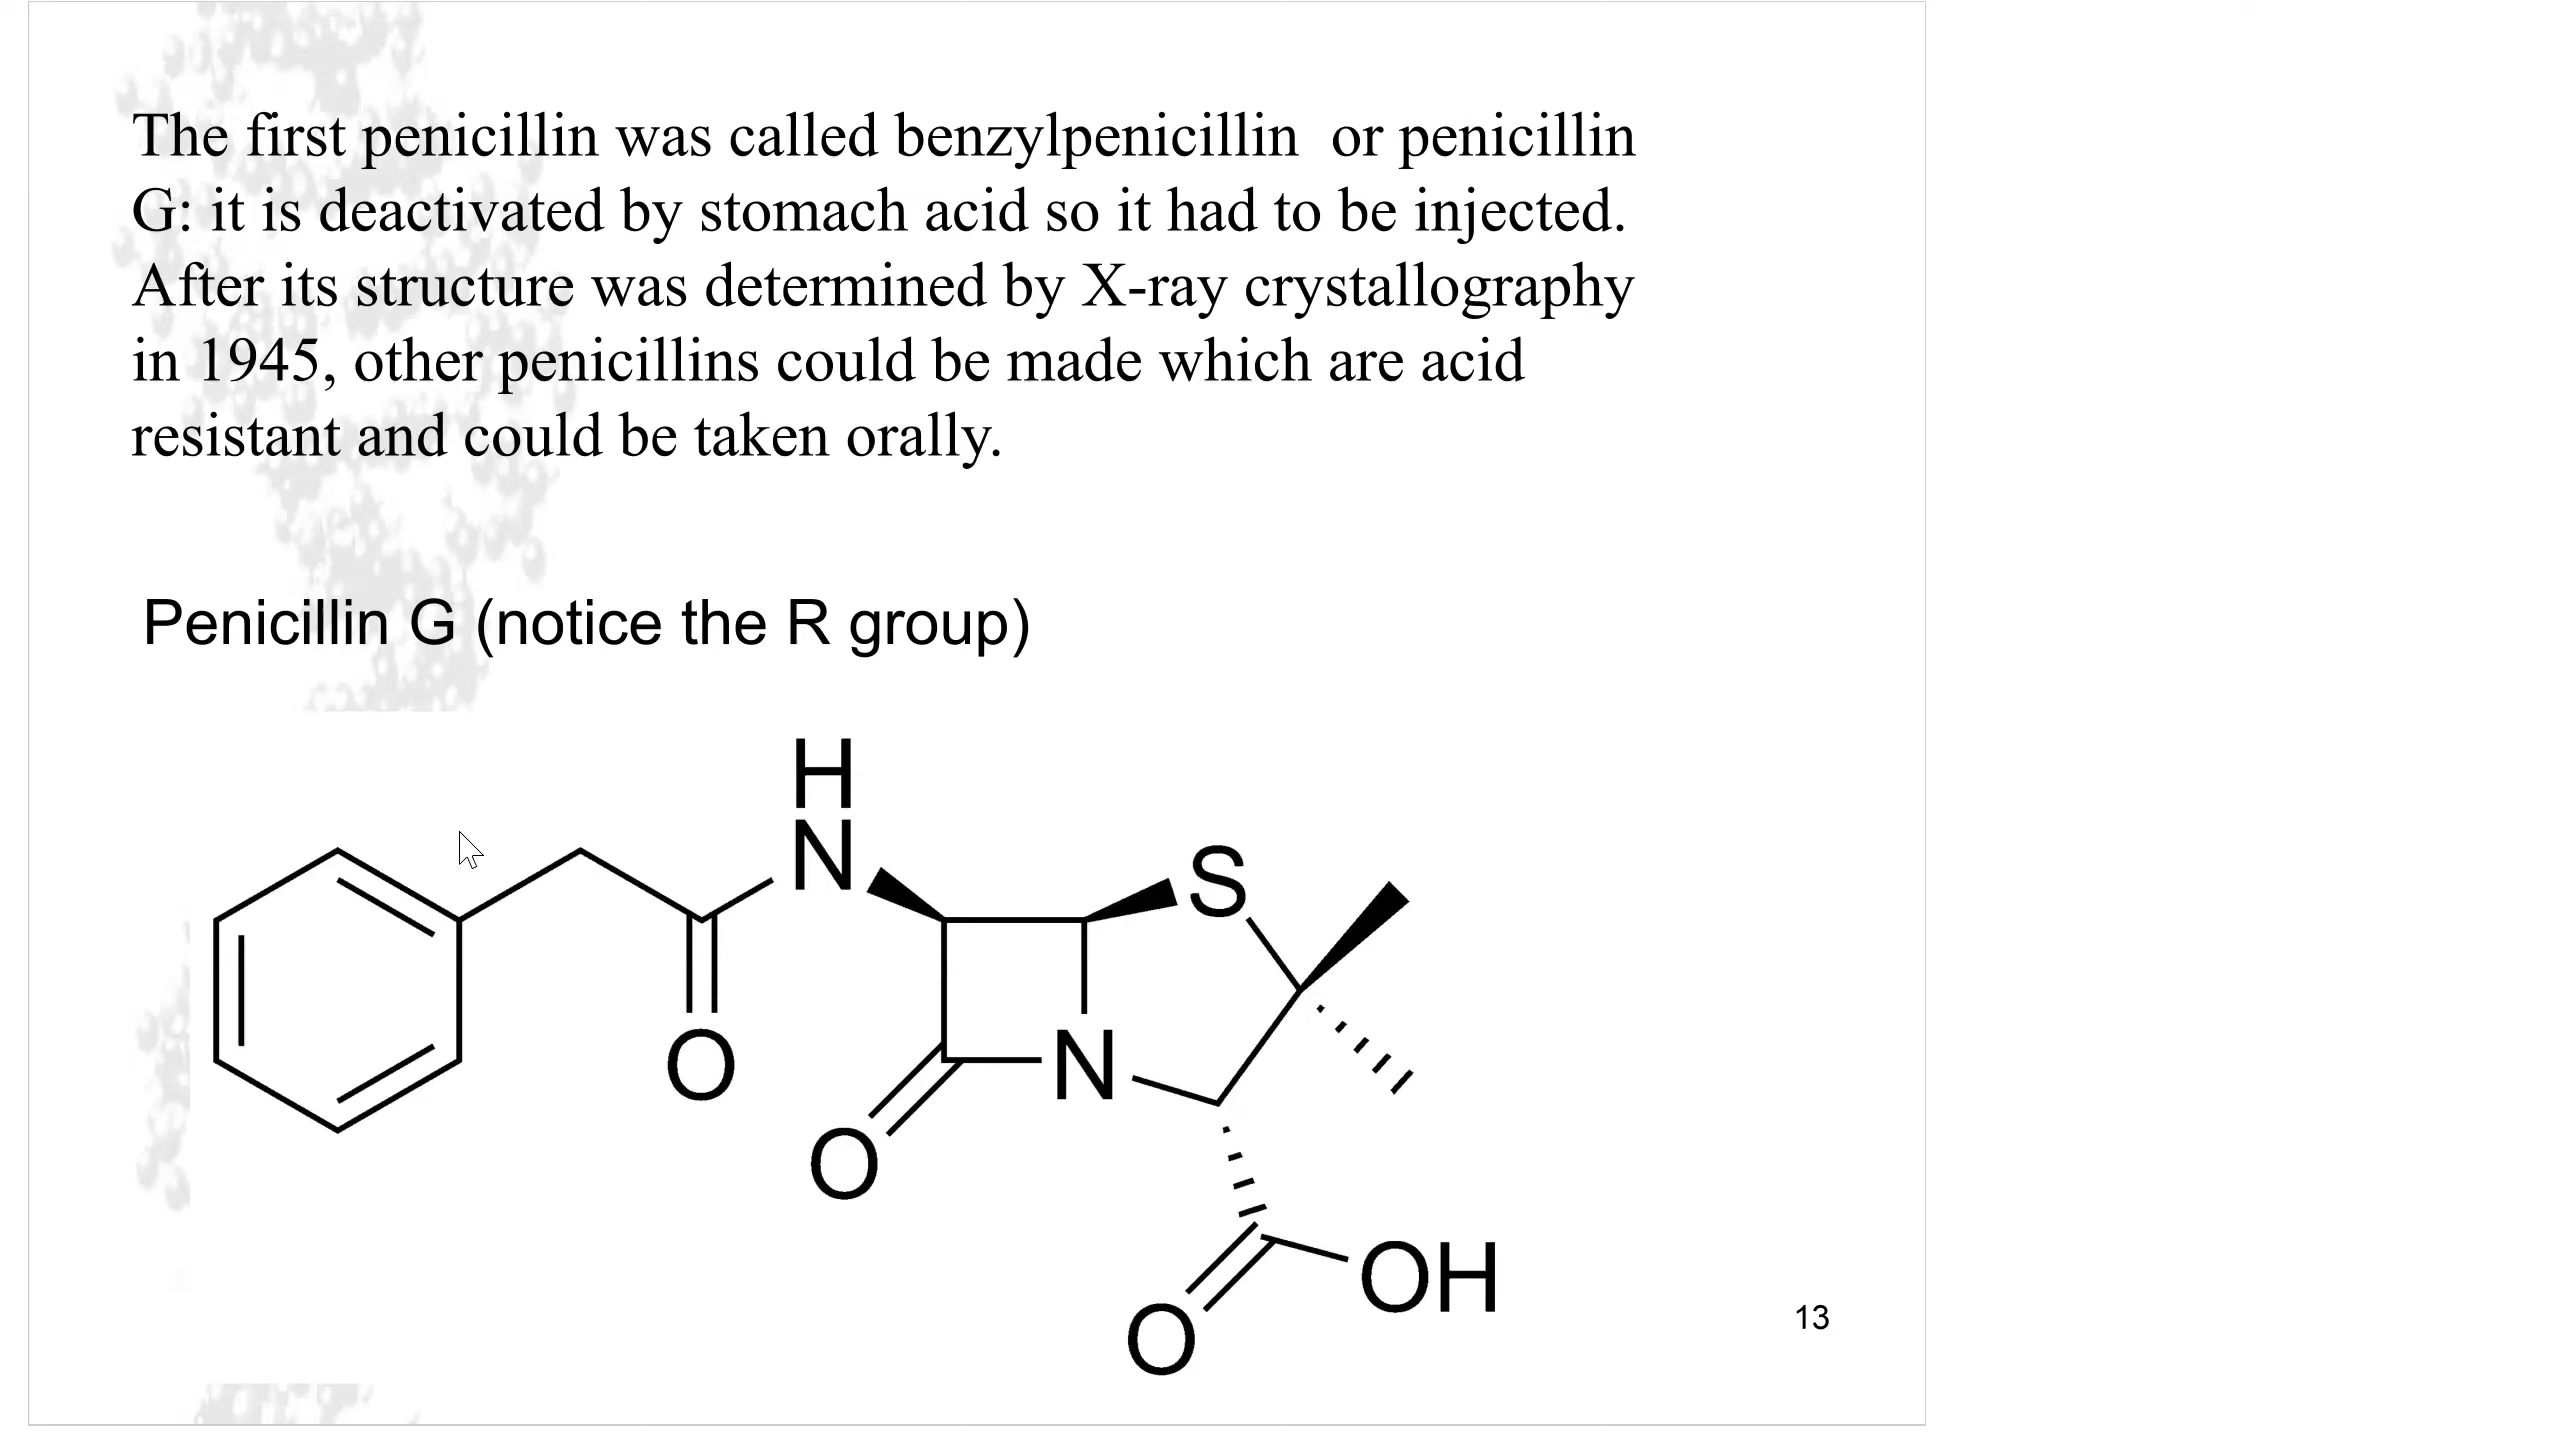 The first penicillin was called benzylpenicillin  or penicillin
G: it is deactivated by stomach acid so it had to be injected.
After its structure was determined by X-ray crystallography
in 1945, other penicillins could be made which are acid
resistant and could be taken orally.
Penicillin G (notice the R group)
H
N
S
O
N
O
OH
O
13